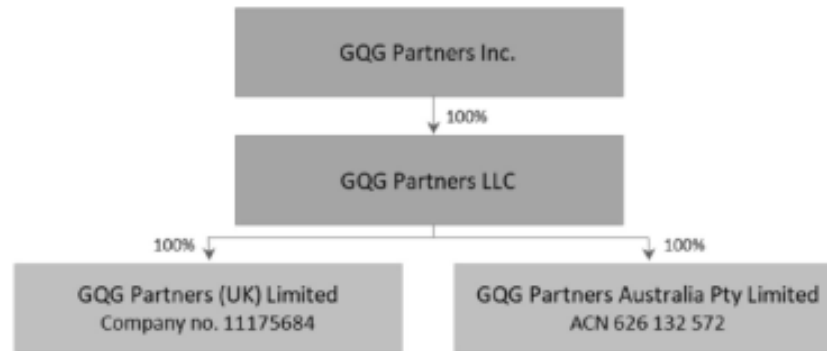 GQG Partners Inc.
100%
GQG Partners LLC
100%
100%
GQG Partners (UK) Limited
Company no. 11175684
GQG Partners Australia Pty Limited
ACN 626 132 572